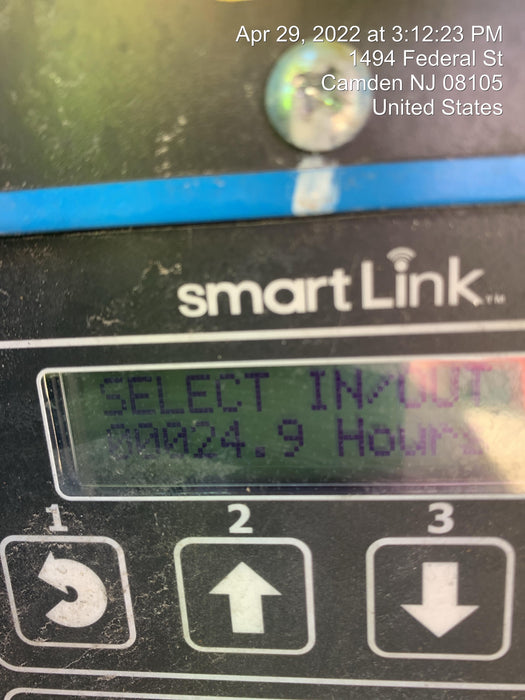 Apr 29, 2022 at 3:12:23 PM
1494 Federal St
Camden NJ 08105
United States
smartLink™
SELECT IN/OUT
00024.9 Hours
1
2
3